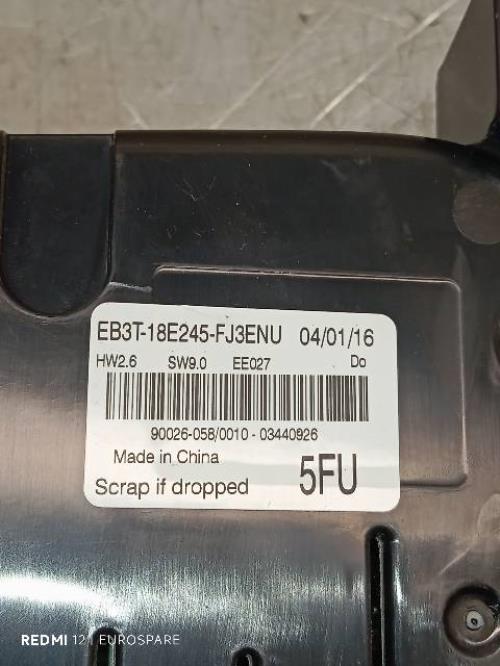 EB3T-18E245-FJ3ENU 04/01/16
HW2.6 SW9.0 EE027 Do
90026-058/0010 - 03440926
Made in China
Scrap if dropped 5FU
REDMI 12 | EUROSPARE